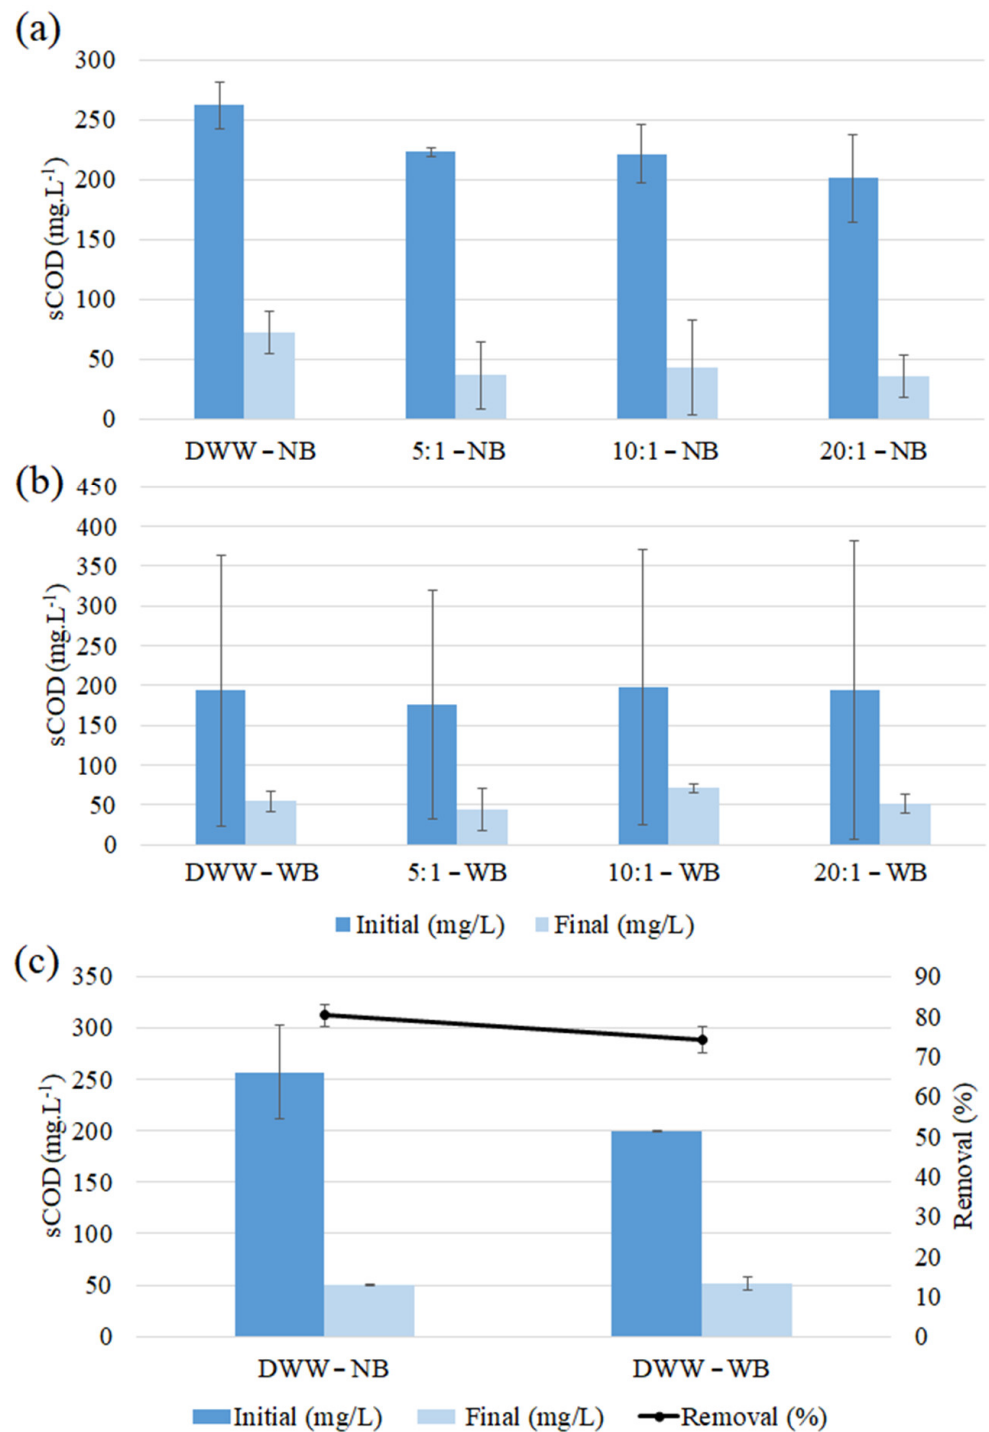 (a)
300
250
200
150
100
50
0
sCOD (mg.L-1)
DWW – NB 5:1 – NB 10:1 – NB 20:1 – NB
(b)
450
400
350
300
250
200
150
100
50
0
sCOD (mg.L-1)
DWW – WB 5:1 – WB 10:1 – WB 20:1 – WB
Initial (mg/L) Final (mg/L)
(c)
350
300
250
200
150
100
50
0
sCOD (mg.L-1)
90
80
70
60
50
40
30
20
10
0
Removal (%)
DWW – NB DWW – WB
Initial (mg/L) Final (mg/L) Removal (%)